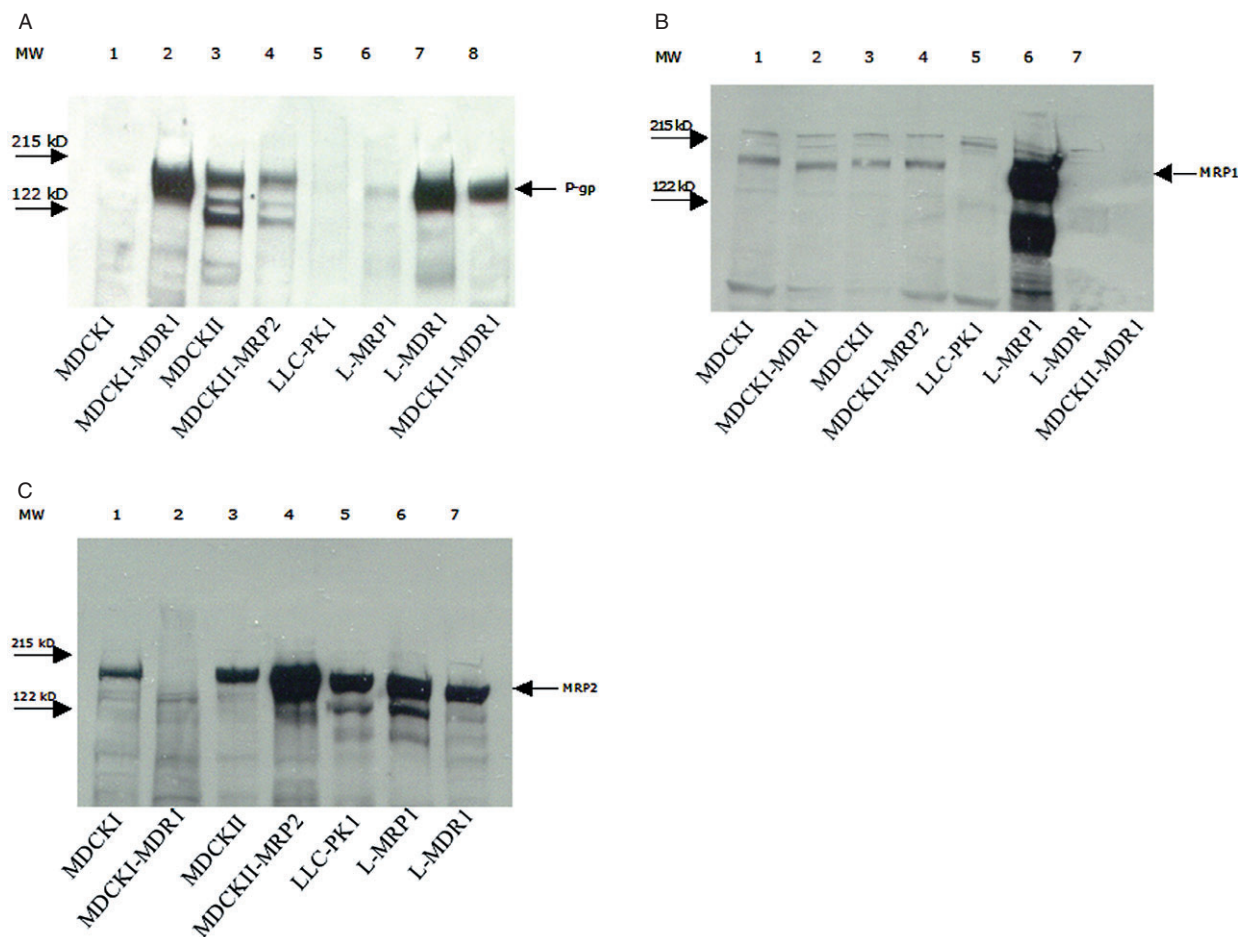 A
MW 1 2 3 4 5 6 7 8
215 kD
122 kD
P-gp
MDCKI
MDCKI-MDR1
MDCKII
MDCKII-MRP2
LLC-PK1
L-MRP1
L-MDR1
MDCKII-MDR1
B
MW 1 2 3 4 5 6 7
215 kD
122 kD
MRP1
MDCKI
MDCKI-MDR1
MDCKII
MDCKII-MRP2
LLC-PK1
L-MRP1
L-MDR1
MDCKII-MDR1
C
MW 1 2 3 4 5 6 7
215 kD
122 kD
MRP2
MDCKI
MDCKI-MDR1
MDCKII
MDCKII-MRP2
LLC-PK1
L-MRP1
L-MDR1